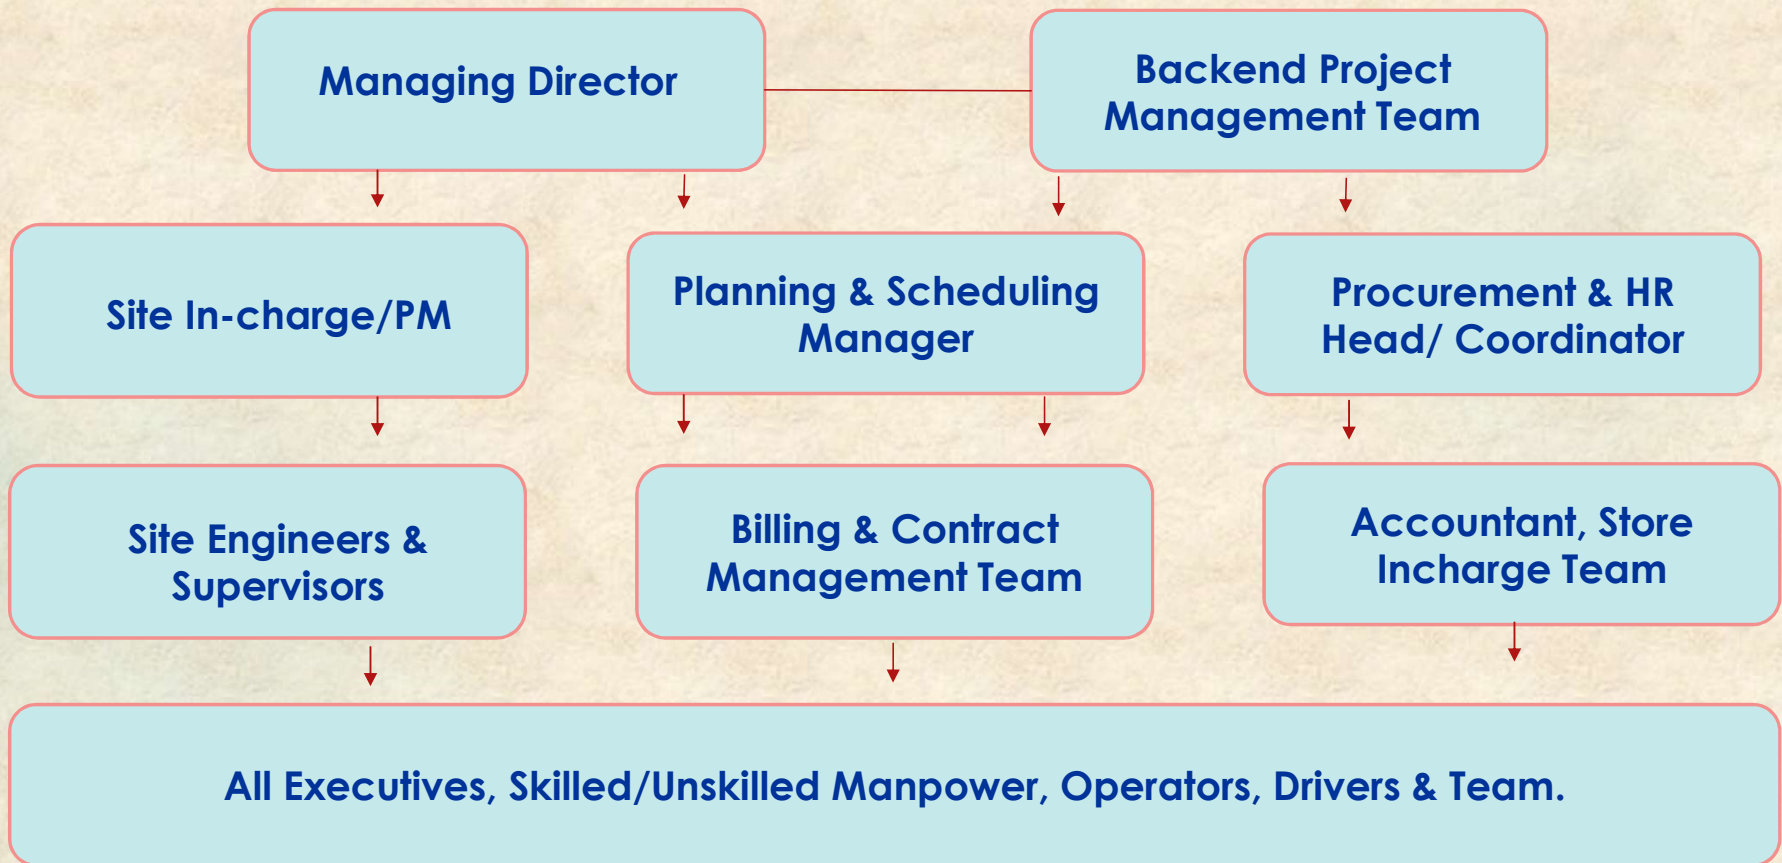 Managing Director
Backend Project
Management Team
Site In-charge/PM
Planning & Scheduling
Manager
Procurement & HR
Head/ Coordinator
Site Engineers &
Supervisors
Billing & Contract
Management Team
Accountant, Store
Incharge Team
All Executives, Skilled/Unskilled Manpower, Operators, Drivers & Team.